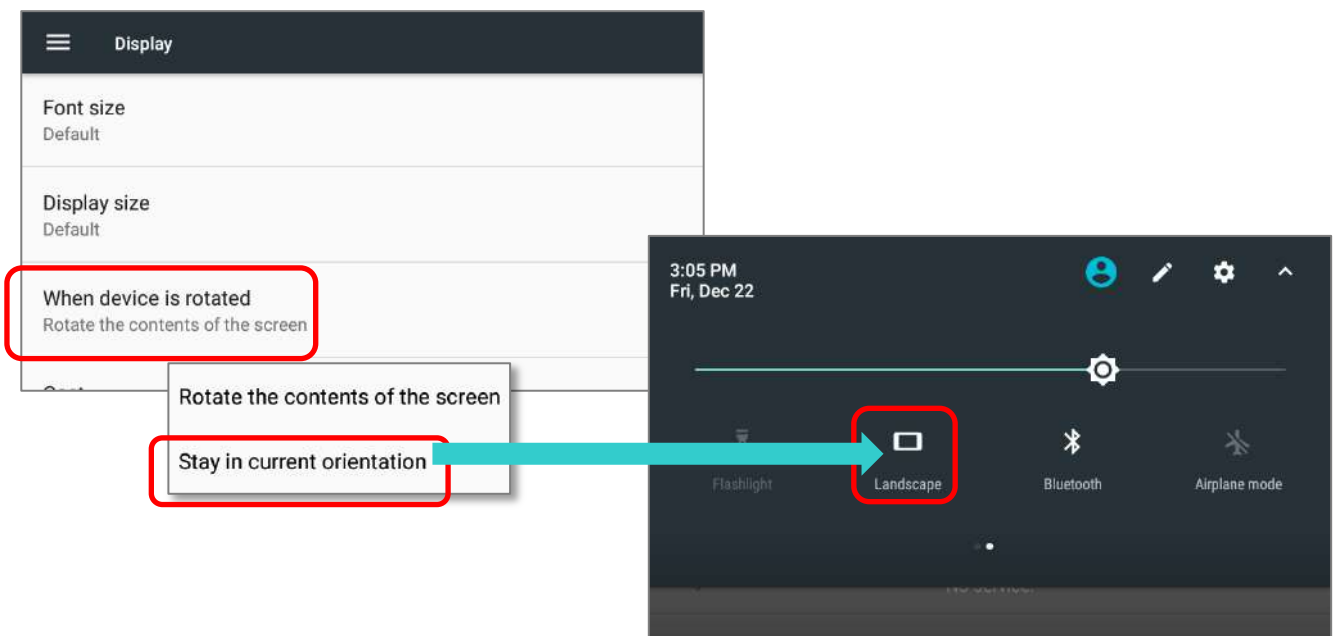 Display
Font size
Default
Display size
Default
When device is rotated
Rotate the contents of the screen
Rotate the contents of the screen
Stay in current orientation
3:05 PM
Fri, Dec 22
Flashlight
Landscape
Bluetooth
Airplane mode
No service.